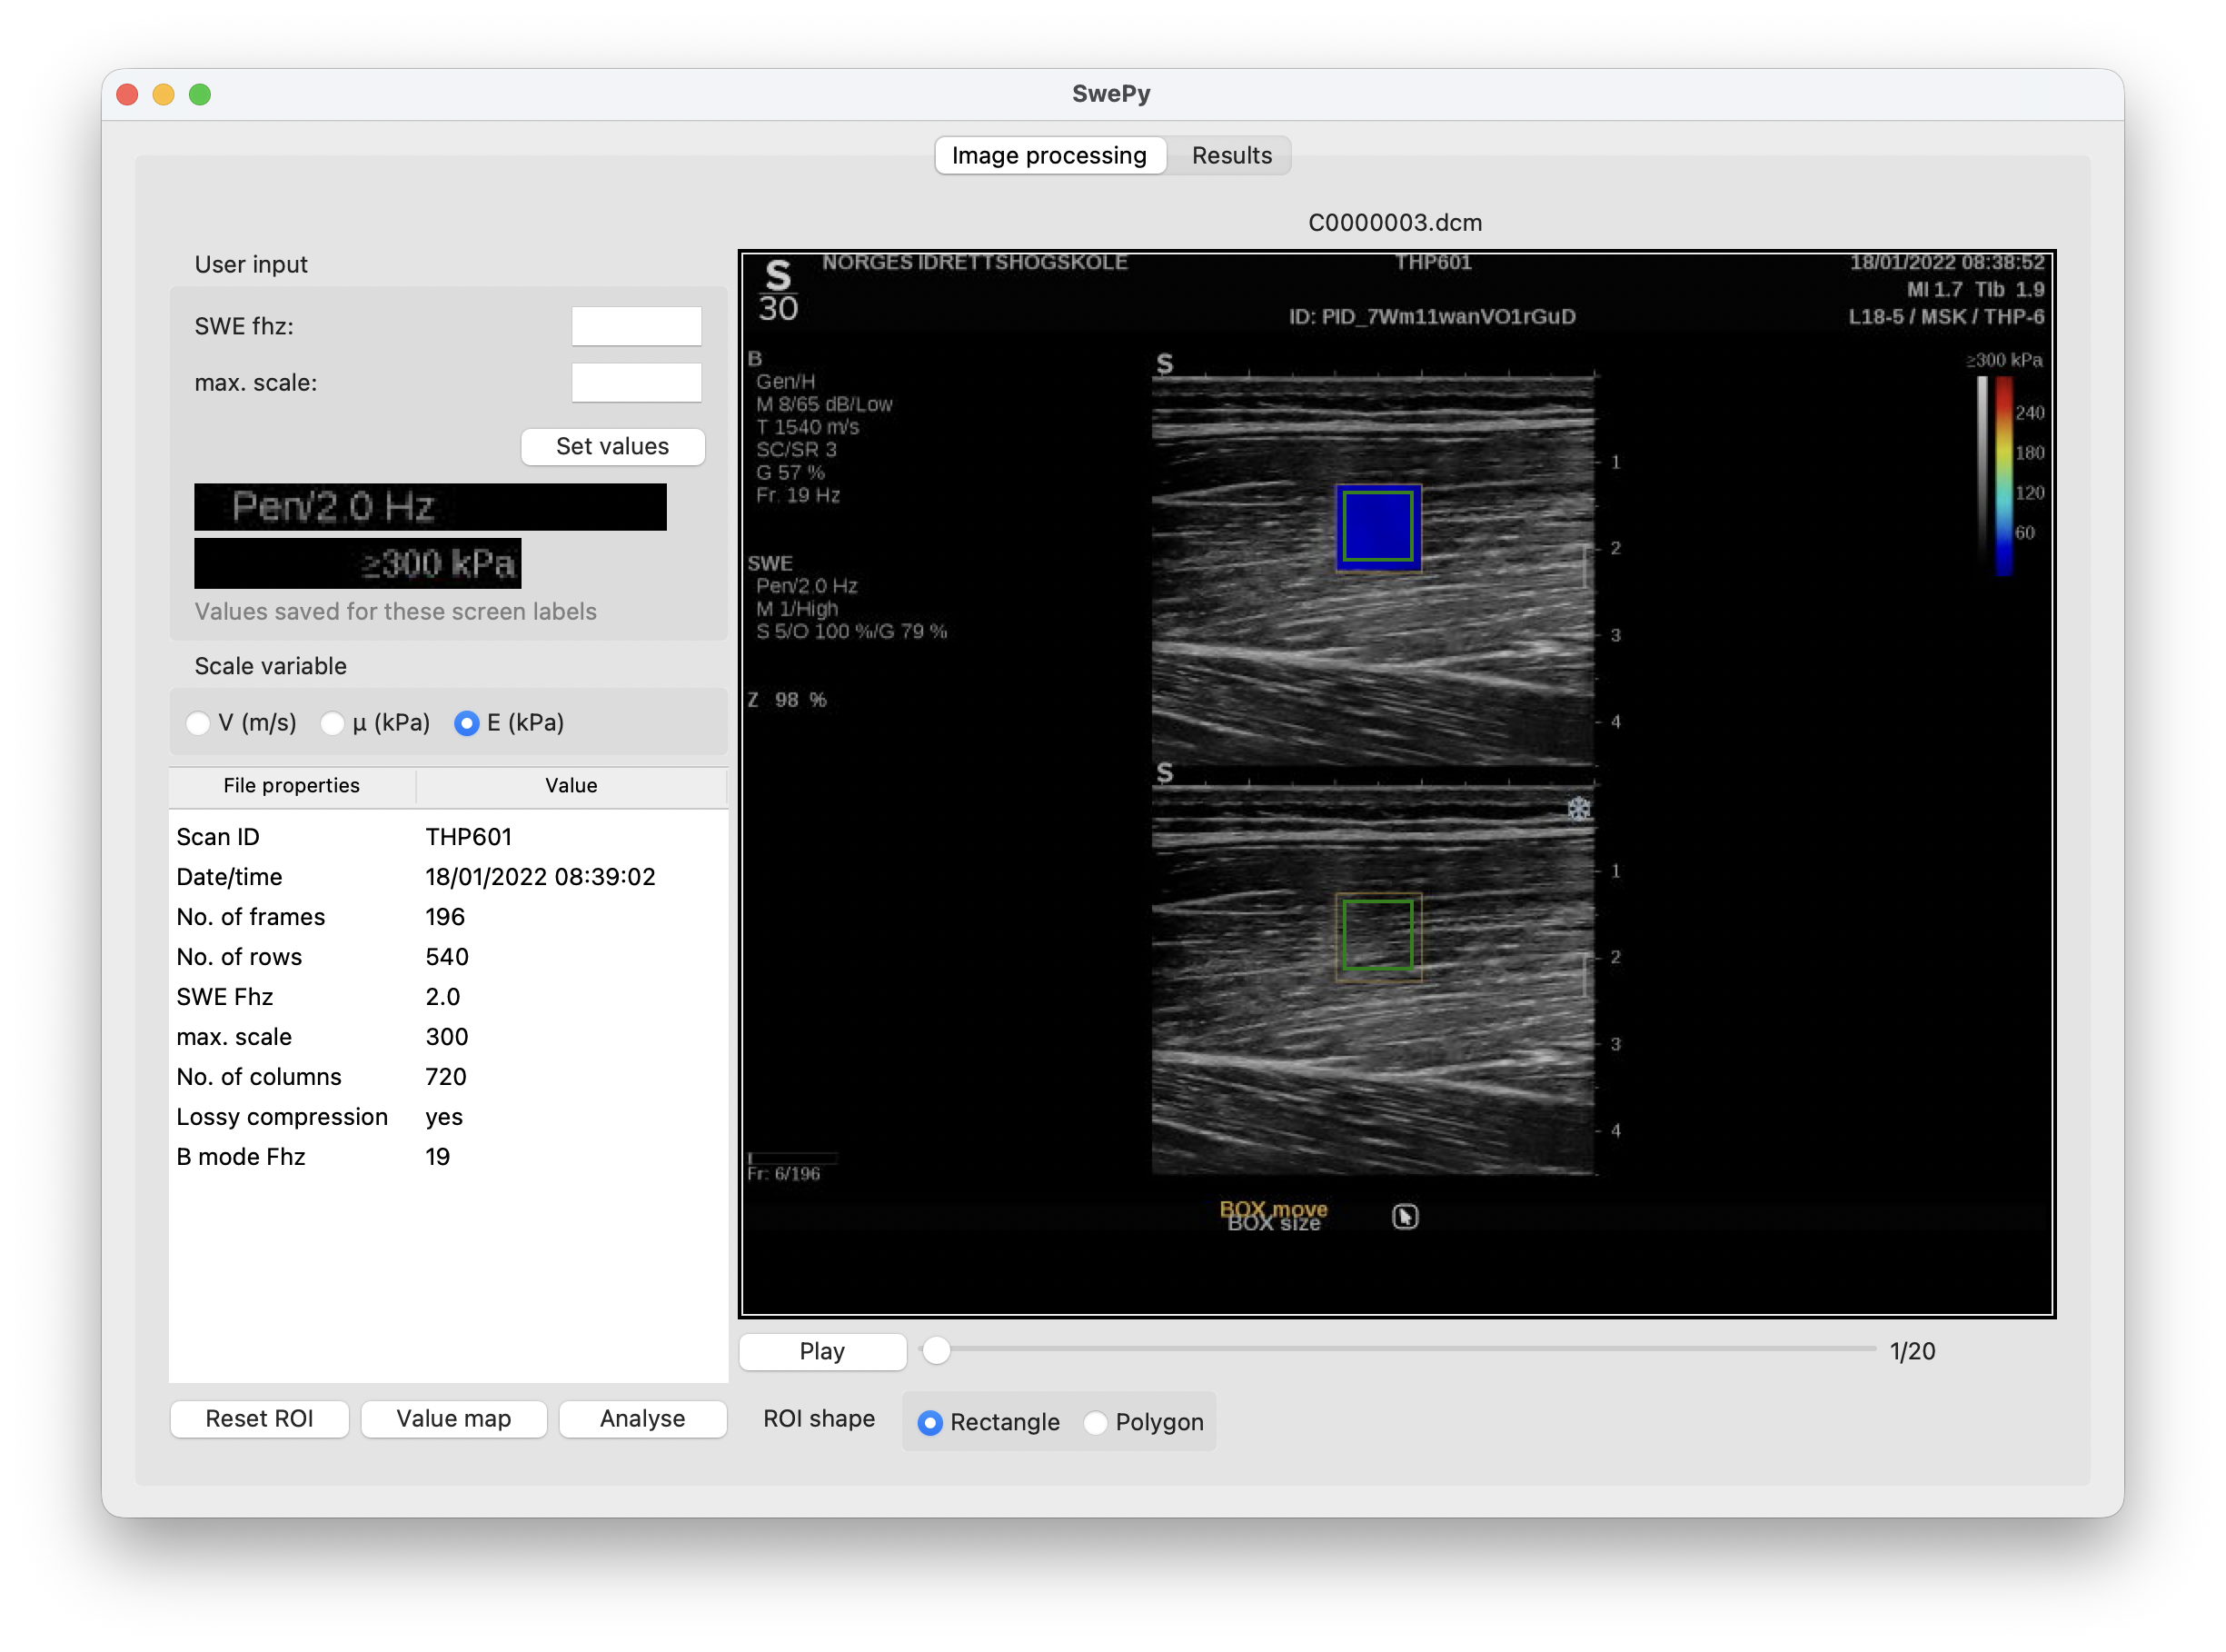 SwePy
Image processing
Results
C0000003.dcm
User input
SWE fhz:
max. scale:
Set values
Pen/2.0 Hz
≥300 kPa
Values saved for these screen labels
Scale variable
V (m/s)
µ (kPa)
E (kPa)
File properties Value
Scan ID THP601
Date/time 18/01/2022 08:39:02
No. of frames 196
No. of rows 540
SWE Fhz 2.0
max. scale 300
No. of columns 720
Lossy compression yes
B mode Fhz 19
Reset ROI
Value map
Analyse
S
30
NORGES IDRETTSHOGSKOLE
THP601
18/01/2022 08:38:52
MI 1.7 TIb 1.9
ID: PID_7Wm11wanVO1rGuD
L18-5 / MSK / THP-6
B
Gen/H
M 8/65 dB/Low
T 1540 m/s
SC/SR 3
G 57 %
Fr. 19 Hz
SWE
Pen/2.0 Hz
M 1/High
S 5/O 100 %/G 79 %
Z 98 %
S
1
2
3
4
≥300 kPa
240
180
120
60
S
1
2
3
4
Fr: 6/196
BOX move
BOX size
Play
1/20
ROI shape
Rectangle
Polygon